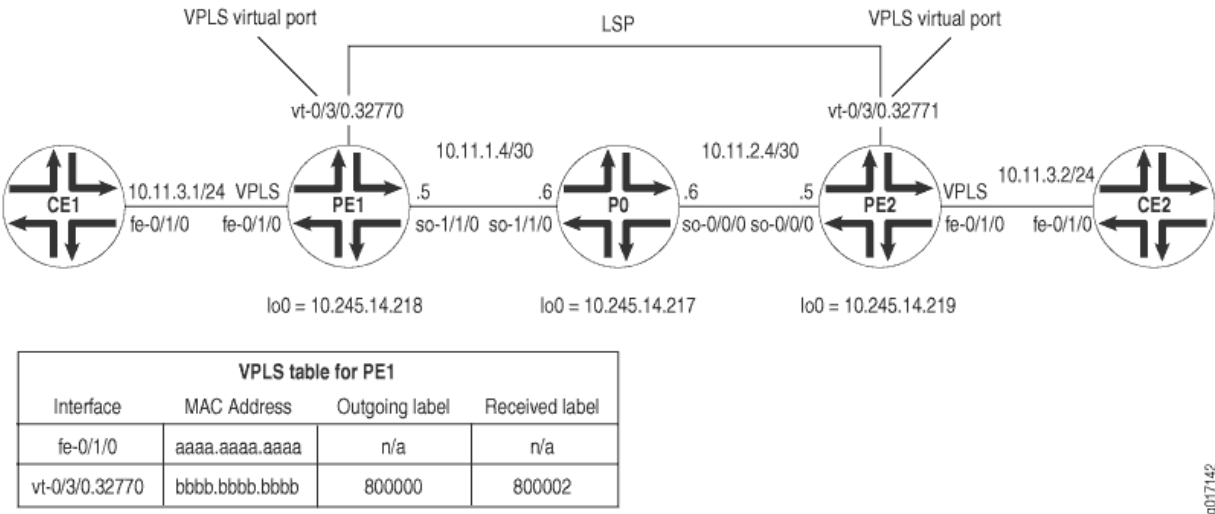 VPLS virtual port LSP VPLS virtual port
vt-0/3/0.32770 vt-0/3/0.32771
10.11.1.4/30 10.11.2.4/30
10.11.3.1/24 VPLS .5 .6 .6 .5 VPLS 10.11.3.2/24
CE1 PE1 P0 PE2 CE2
fe-0/1/0 fe-0/1/0 so-1/1/0 so-1/1/0 so-0/0/0 so-0/0/0 fe-0/1/0 fe-0/1/0
lo0 = 10.245.14.218 lo0 = 10.245.14.217 lo0 = 10.245.14.219
VPLS table for PE1
Interface MAC Address Outgoing label Received label
fe-0/1/0 aaaa.aaaa.aaaa n/a n/a
vt-0/3/0.32770 bbbb.bbbb.bbbb 800000 800002
g017142